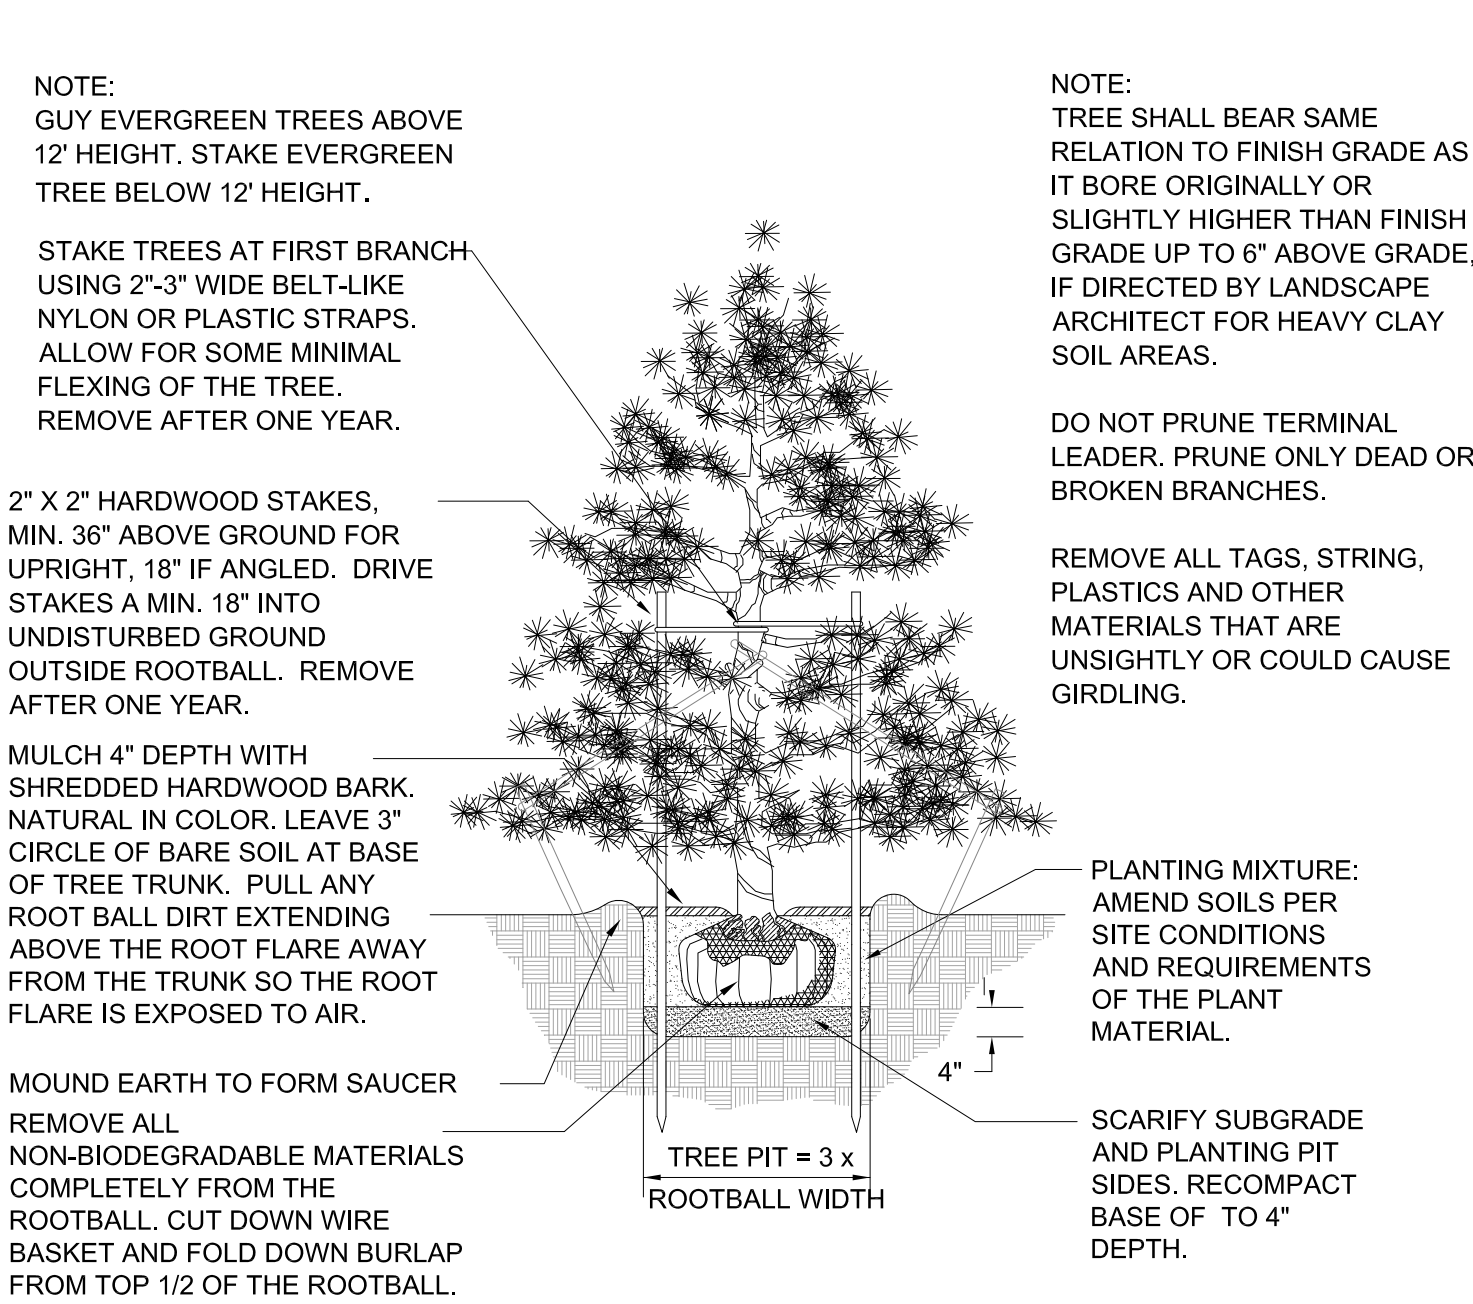 NOTE:
GUY EVERGREEN TREES ABOVE
12' HEIGHT. STAKE EVERGREEN
TREE BELOW 12' HEIGHT.
STAKE TREES AT FIRST BRANCH
USING 2"-3" WIDE BELT-LIKE
NYLON OR PLASTIC STRAPS.
ALLOW FOR SOME MINIMAL
FLEXING OF THE TREE.
REMOVE AFTER ONE YEAR.
2" X 2" HARDWOOD STAKES,
MIN. 36" ABOVE GROUND FOR
UPRIGHT, 18" IF ANGLED. DRIVE
STAKES A MIN. 18" INTO
UNDISTURBED GROUND
OUTSIDE ROOTBALL. REMOVE
AFTER ONE YEAR.
MULCH 4" DEPTH WITH
SHREDDED HARDWOOD BARK.
NATURAL IN COLOR. LEAVE 3"
CIRCLE OF BARE SOIL AT BASE
OF TREE TRUNK. PULL ANY
ROOT BALL DIRT EXTENDING
ABOVE THE ROOT FLARE AWAY
FROM THE TRUNK SO THE ROOT
FLARE IS EXPOSED TO AIR.
MOUND EARTH TO FORM SAUCER
REMOVE ALL
NON-BIODEGRADABLE MATERIALS
COMPLETELY FROM THE
ROOTBALL. CUT DOWN WIRE
BASKET AND FOLD DOWN BURLAP
FROM TOP 1/2 OF THE ROOTBALL.
TREE PIT = 3 x
ROOTBALL WIDTH
4"
NOTE:
TREE SHALL BEAR SAME
RELATION TO FINISH GRADE AS
IT BORE ORIGINALLY OR
SLIGHTLY HIGHER THAN FINISH
GRADE UP TO 6" ABOVE GRADE,
IF DIRECTED BY LANDSCAPE
ARCHITECT FOR HEAVY CLAY
SOIL AREAS.
DO NOT PRUNE TERMINAL
LEADER. PRUNE ONLY DEAD OR
BROKEN BRANCHES.
REMOVE ALL TAGS, STRING,
PLASTICS AND OTHER
MATERIALS THAT ARE
UNSIGHTLY OR COULD CAUSE
GIRDLING.
PLANTING MIXTURE:
AMEND SOILS PER
SITE CONDITIONS
AND REQUIREMENTS
OF THE PLANT
MATERIAL.
SCARIFY SUBGRADE
AND PLANTING PIT
SIDES. RECOMPACT
BASE OF TO 4"
DEPTH.